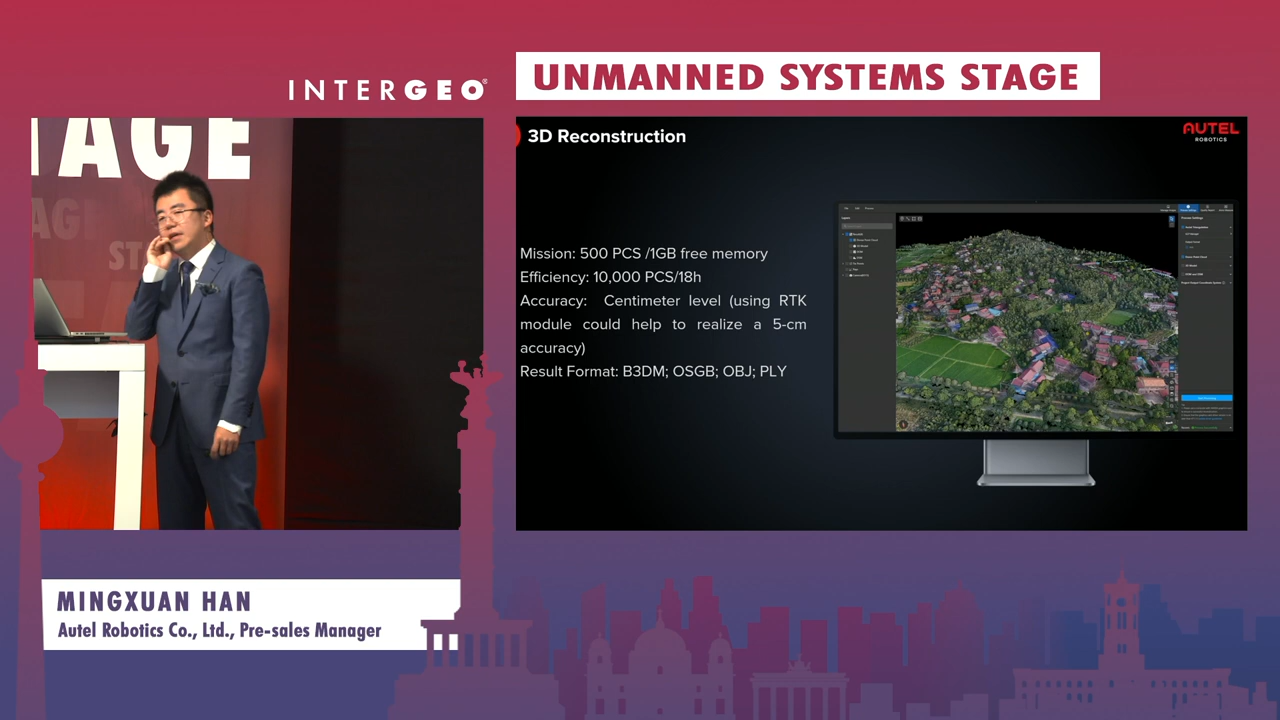 INTERGEO®
UNMANNED SYSTEMS STAGE
TAGE
AGE
ST
3D Reconstruction
AUTEL
ROBOTICS
Mission: 500 PCS /1GB free memory
Efficiency: 10,000 PCS/18h
Accuracy: Centimeter level (using RTK
module could help to realize a 5-cm
accuracy)
Result Format: B3DM; OSGB; OBJ; PLY
MINGXUAN HAN
Autel Robotics Co., Ltd., Pre-sales Manager